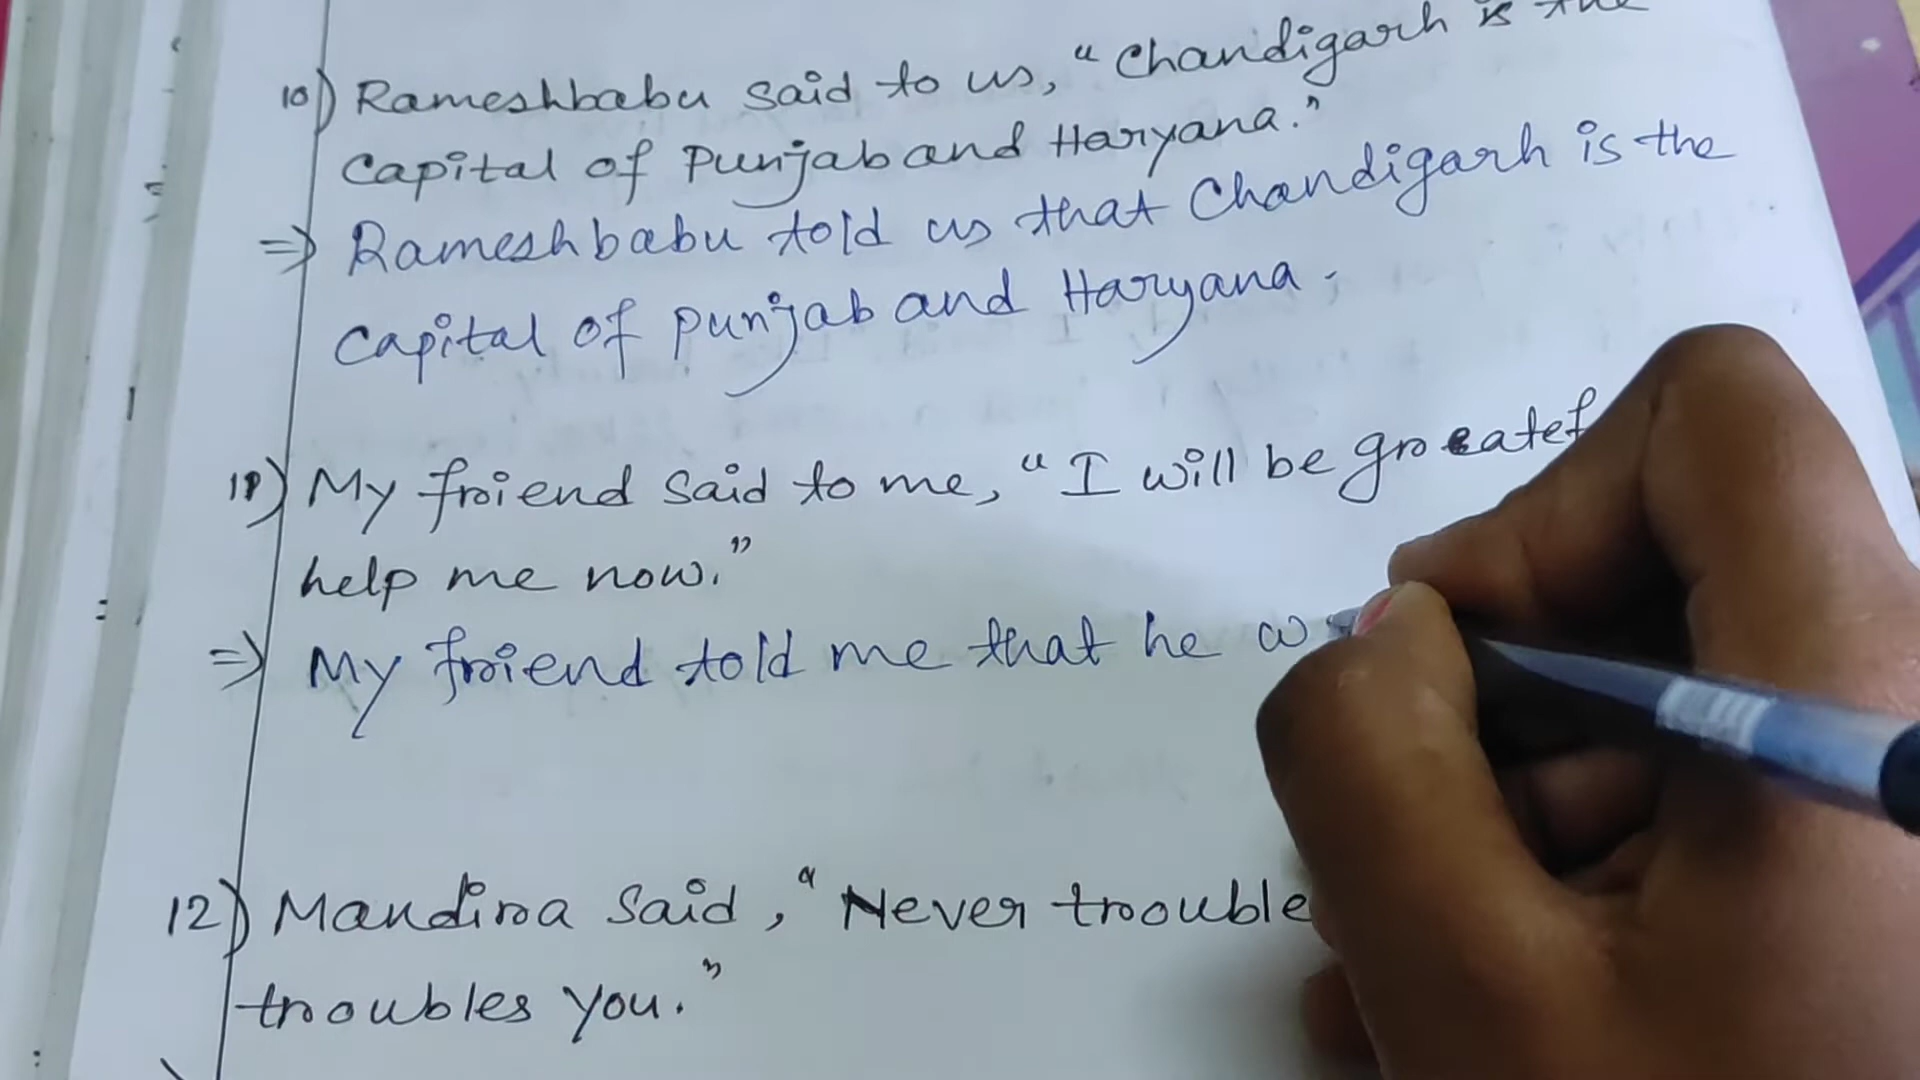 10) Rameshbabu said to us, "Chandigarh is the
Capital of Punjab and Haryana."
=> Rameshbabu told us that Chandigarh is the
Capital of punjab and Haryana.
11) My friend said to me, "I will be greatef
help me now."
=> My friend told me that he w
12) Mandira said, "Never trouble
troubles you."